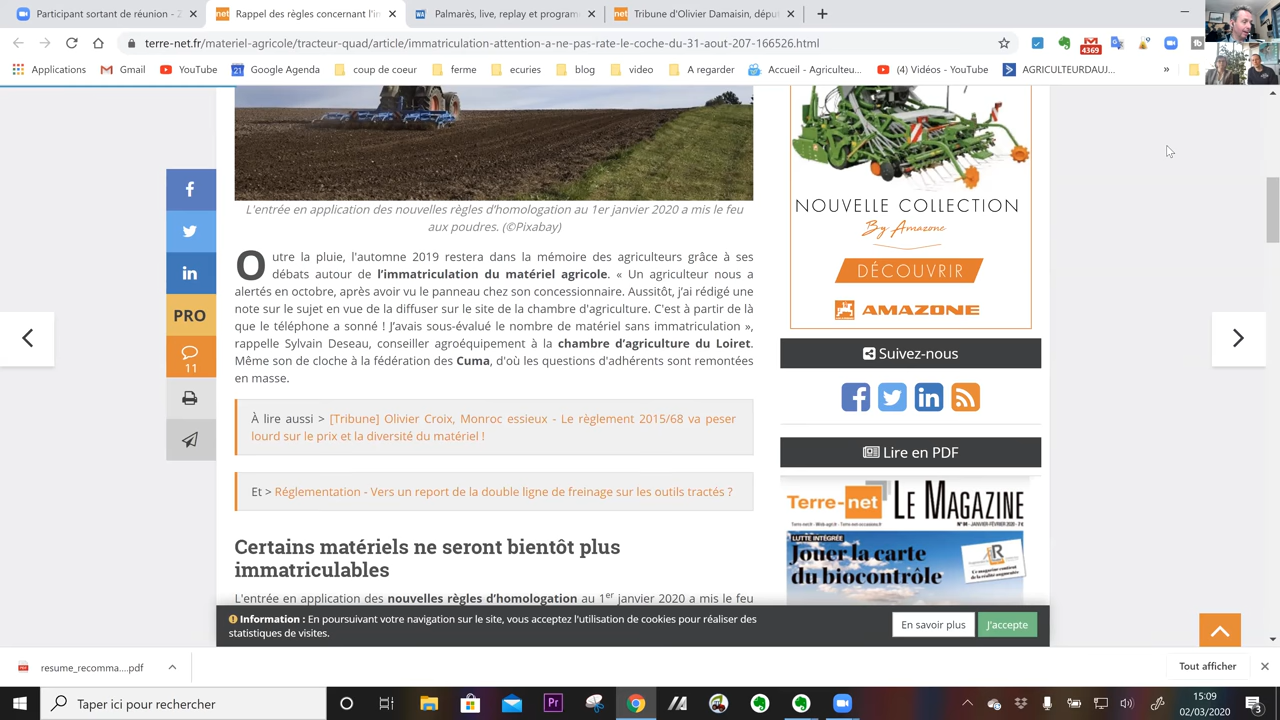 Participant sortant de réunion - Z
Rappel des règles concernant l'in
Palmarès, live, replay et program
Tribune d'Olivier Damaisin, dépu
terre-net.fr/materiel-agricole/tracteur-quad/article/immatriculation-attention-a-ne-pas-rate-le-coche-du-31-aout-207-166526.html
4369
Applications
Gmail
YouTube
Google Agenda
coup de coeur
ferme
ecuries
blog
video
A regarder
Accueil - Agriculteu...
(4) Vidéos - YouTube
AGRICULTEURDAUJ...
»
L'entrée en application des nouvelles règles d'homologation au 1er janvier 2020 a mis le feu
aux poudres. (©Pixabay)
Outre la pluie, l'automne 2019 restera dans la mémoire des agriculteurs grâce à ses
débats autour de l'immatriculation du matériel agricole. « Un agriculteur nous a
alertés en octobre, après avoir vu le panneau chez son concessionnaire. Aussitôt, j'ai rédigé une
note sur le sujet en vue de la diffuser sur le site de la chambre d'agriculture. C'est à partir de là
que le téléphone a sonné ! J'avais sous-évalué le nombre de matériel sans immatriculation »,
rappelle Sylvain Deseau, conseiller agroéquipement à la chambre d'agriculture du Loiret.
Même son de cloche à la fédération des Cuma, d'où les questions d'adhérents sont remontées
en masse.
À lire aussi > [Tribune] Olivier Croix, Monroc essieux - Le règlement 2015/68 va peser
lourd sur le prix et la diversité du matériel !
Et > Réglementation - Vers un report de la double ligne de freinage sur les outils tractés ?
Certains matériels ne seront bientôt plus
immatriculables
L'entrée en application des nouvelles règles d'homologation au 1er janvier 2020 a mis le feu
PRO
11
NOUVELLE COLLECTION
By Amazone
DÉCOUVRIR
AMAZONE
Suivez-nous
Lire en PDF
Terre-net LE MAGAZINE
LUTTE INTÉGRÉE
Jouer la carte
du biocontrôle
Information : En poursuivant votre navigation sur le site, vous acceptez l'utilisation de cookies pour réaliser des
statistiques de visites.
En savoir plus
J'accepte
resume_recomma....pdf
Tout afficher
Taper ici pour rechercher
Pr
15:09
02/03/2020
3